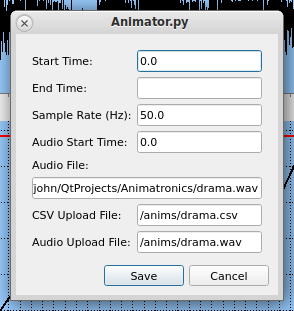 Animator.py
Start Time: 0.0
End Time:
Sample Rate (Hz): 50.0
Audio Start Time: 0.0
Audio File:
john/QtProjects/Animatronics/drama.wav
CSV Upload File: /anims/drama.csv
Audio Upload File: /anims/drama.wav
Save Cancel